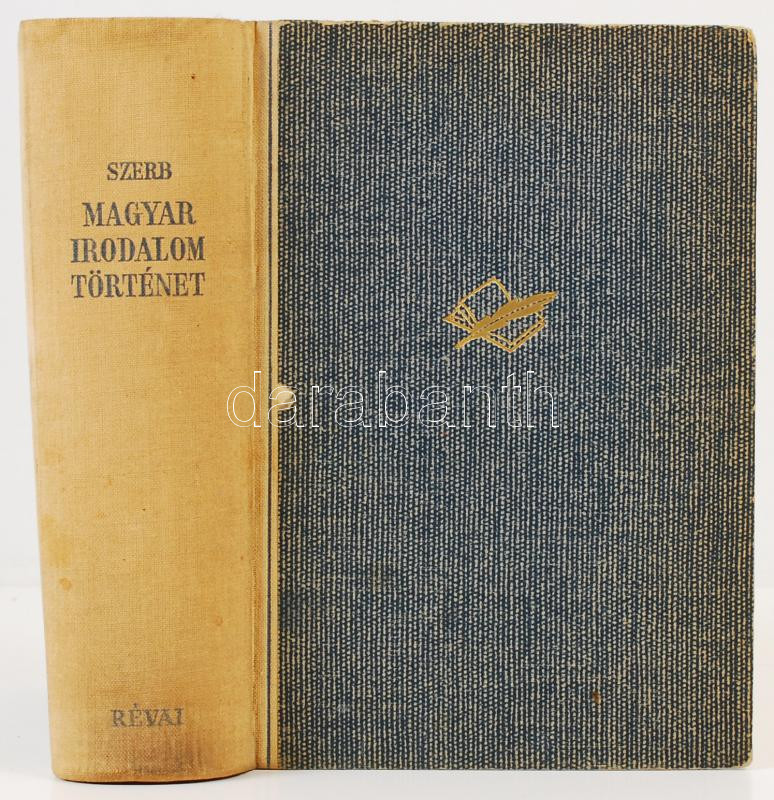 SZERB
MAGYAR
IRODALOM
TÖRTÉNET
darabanth
RÉVAI